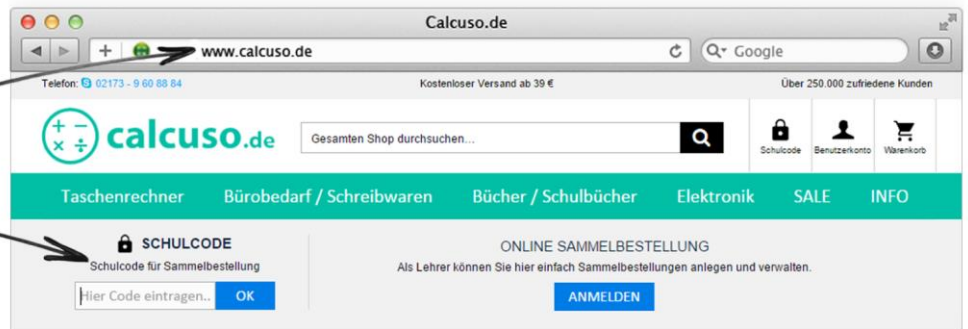 Calcuso.de
www.calcuso.de
Google
Telefon: 02173 - 9 60 88 84 Kostenloser Versand ab 39 € Über 250.000 zufriedene Kunden
+ - × ÷ calcuso.de Gesamten Shop durchsuchen... Schulcode Benutzerkonto Warenkorb
Taschenrechner Bürobedarf / Schreibwaren Bücher / Schulbücher Elektronik SALE INFO
SCHULCODE
Schulcode für Sammelbestellung
Hier Code eintragen.. OK
ONLINE SAMMELBESTELLUNG
Als Lehrer können Sie hier einfach Sammelbestellungen anlegen und verwalten.
ANMELDEN